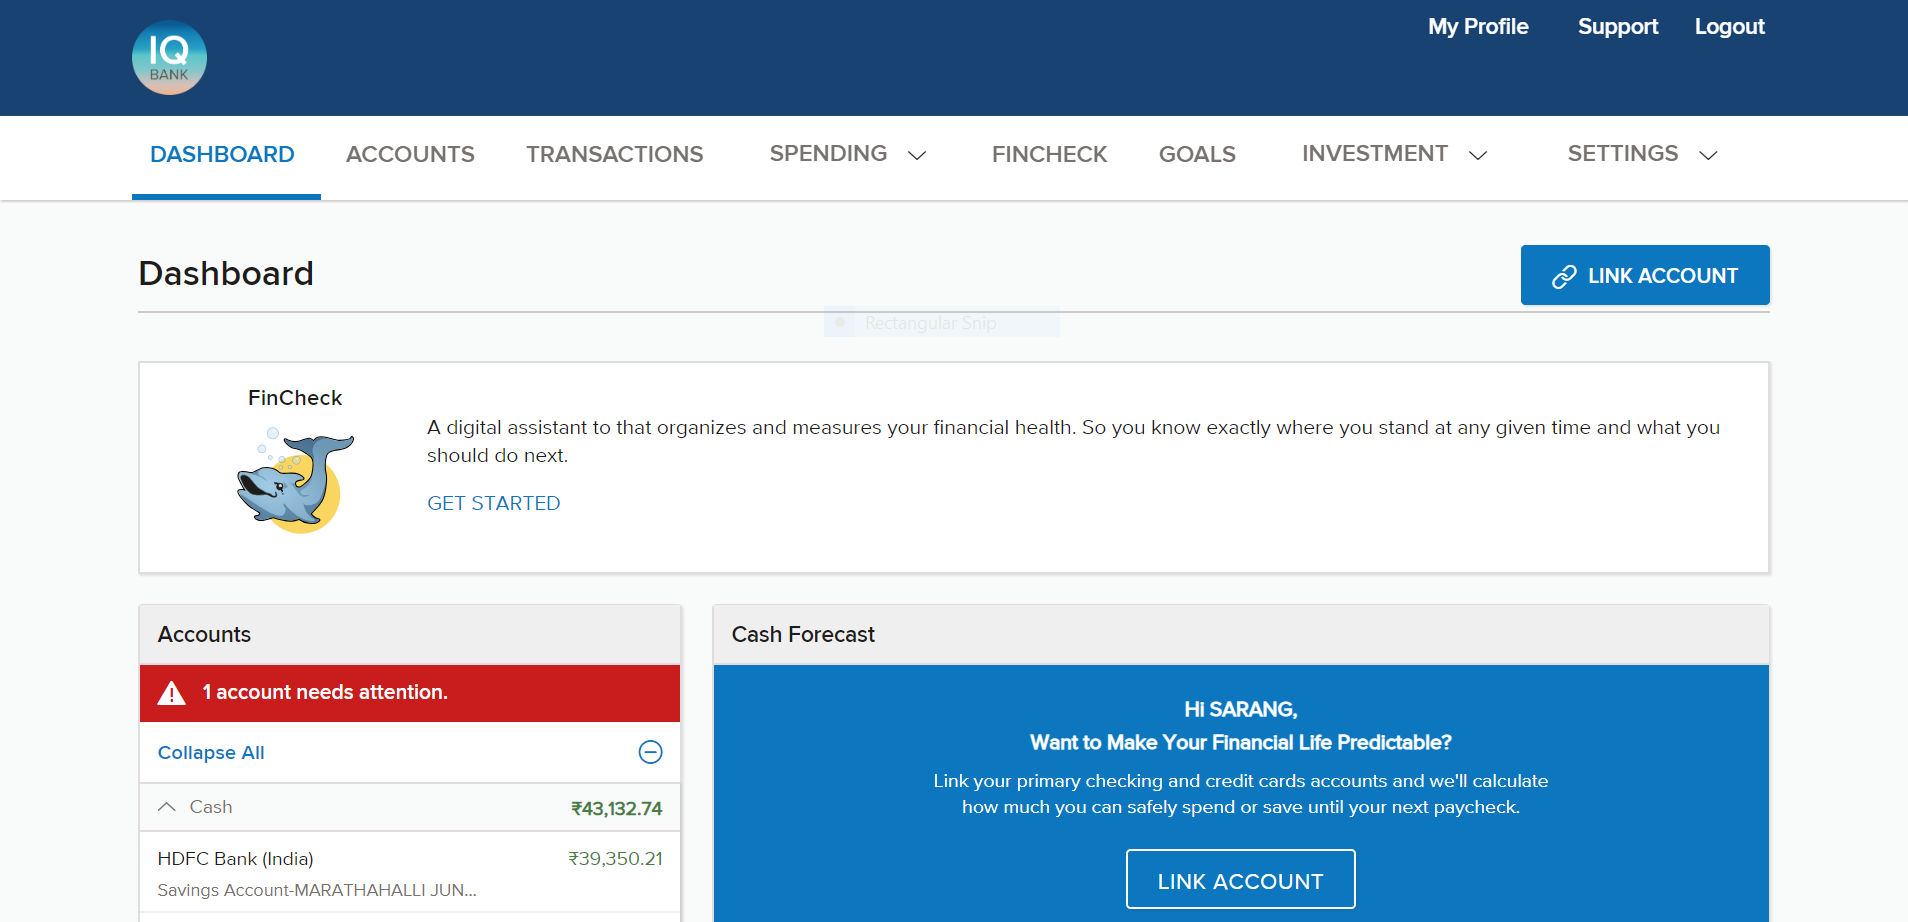 IQ
BANK
My Profile Support Logout
DASHBOARD ACCOUNTS TRANSACTIONS SPENDING FINCHECK GOALS INVESTMENT SETTINGS
Dashboard
LINK ACCOUNT
Rectangular Snip
FinCheck
A digital assistant to that organizes and measures your financial health. So you know exactly where you stand at any given time and what you
should do next.
GET STARTED
Accounts
1 account needs attention.
Collapse All
Cash ₹43,132.74
HDFC Bank (India) ₹39,350.21
Savings Account-MARATHAHALLI JUN...
Cash Forecast
Hi SARANG,
Want to Make Your Financial Life Predictable?
Link your primary checking and credit cards accounts and we'll calculate
how much you can safely spend or save until your next paycheck.
LINK ACCOUNT